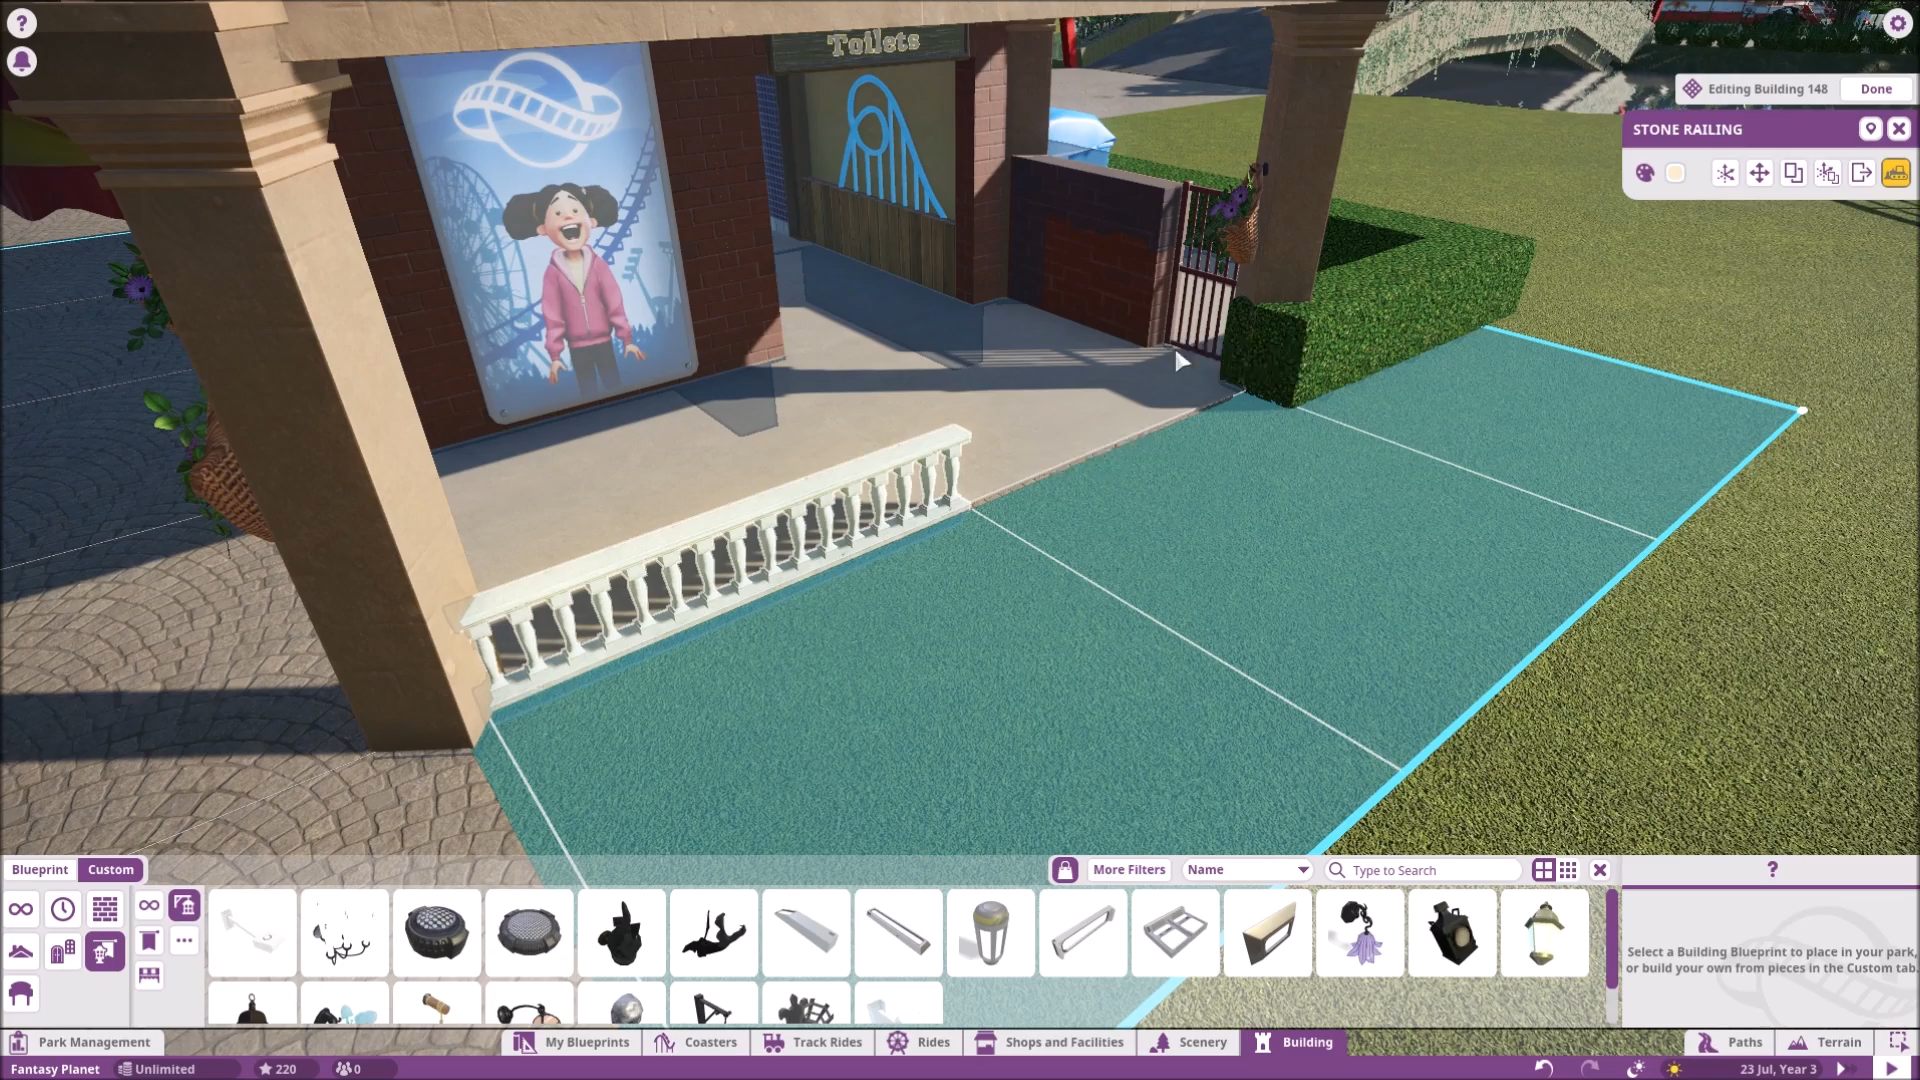 Toilets
Editing Building 148
Done
STONE RAILING
Blueprint
Custom
More Filters
Name
Type to Search
?
Select a Building Blueprint to place in your park,
or build your own from pieces in the Custom tab.
Park Management
My Blueprints
Coasters
Track Rides
Rides
Shops and Facilities
Scenery
Building
Paths
Terrain
Fantasy Planet
Unlimited
220
0
23 Jul, Year 3